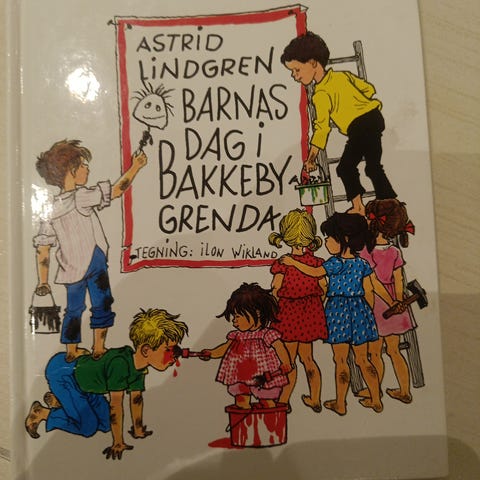 ASTRID
LINDGREN
BARNAS
DAG i
BAKKEBY
GRENDA
TEGNING: iLON WiKLAND